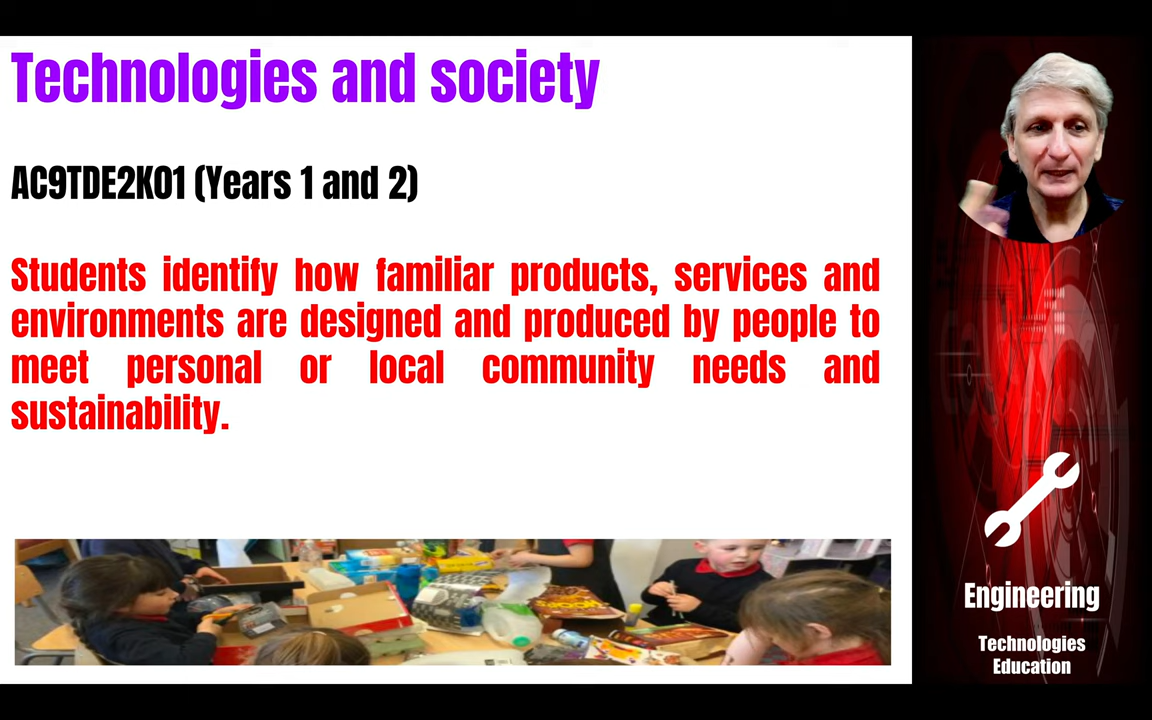 Technologies and society
AC9TDE2K01 (Years 1 and 2)
Students identify how familiar products, services and
environments are designed and produced by people to
meet personal or local community needs and
sustainability.
Engineering
Technologies
Education